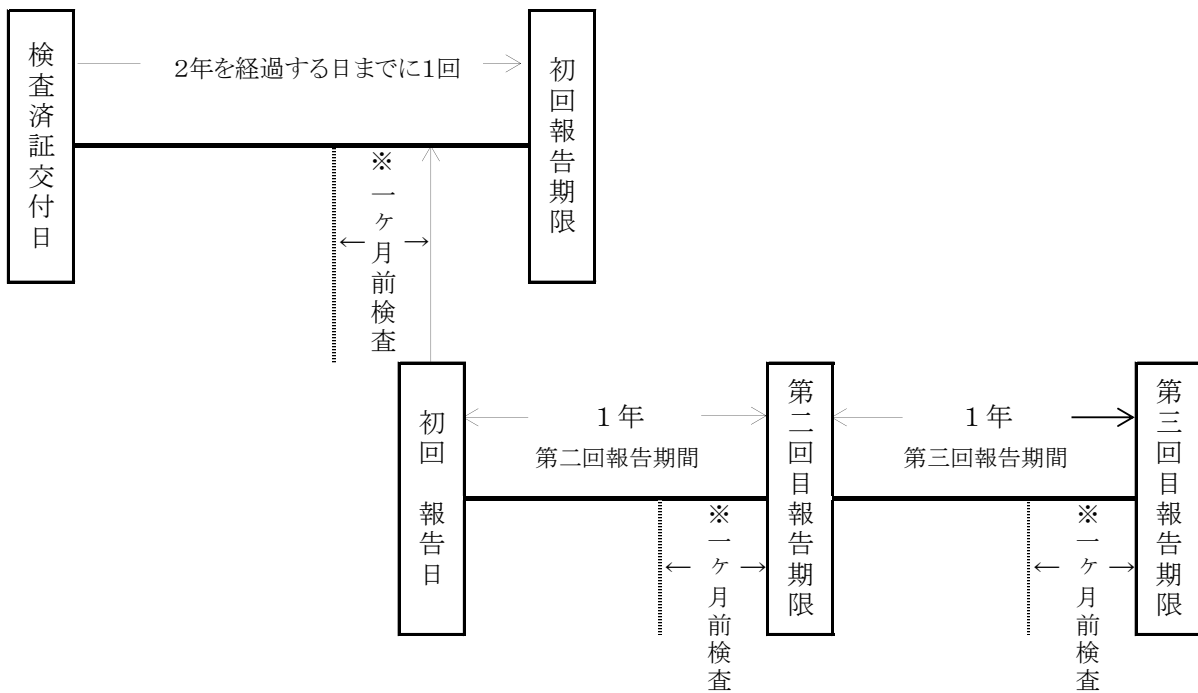 検査済証交付日
2年を経過する日までに1回
初回報告期限
※一ヶ月前検査
初回　報告日
1年
第二回報告期間
※一ヶ月前検査
第二回目報告期限
1年
第三回報告期間
※一ヶ月前検査
第三回目報告期限